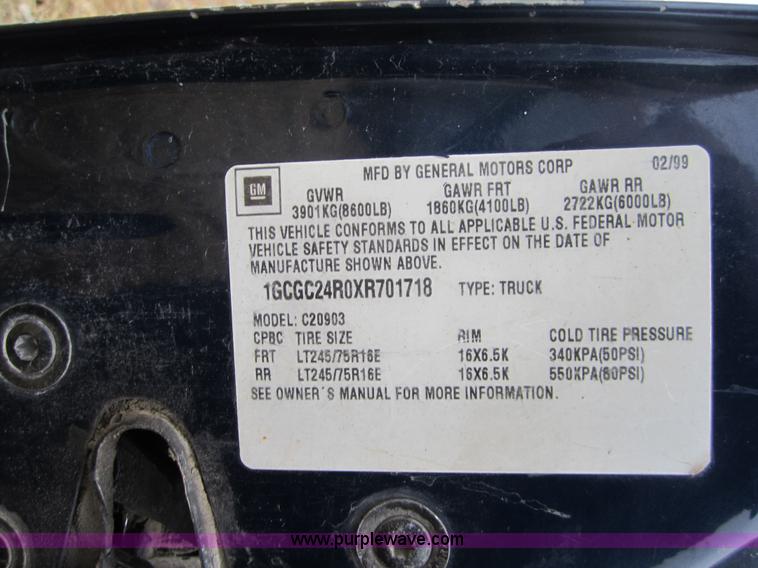 MFD BY GENERAL MOTORS CORP 02/99
GM
GVWR GAWR FRT GAWR RR
3901KG(8600LB) 1860KG(4100LB) 2722KG(6000LB)
THIS VEHICLE CONFORMS TO ALL APPLICABLE U.S. FEDERAL MOTOR
VEHICLE SAFETY STANDARDS IN EFFECT ON THE DATE OF
MANUFACTURE SHOWN ABOVE.
1GCGC24R0XR701718 TYPE: TRUCK
MODEL: C20903
CPBC TIRE SIZE RIM COLD TIRE PRESSURE
FRT LT245/75R16E 16X6.5K 340KPA(50PSI)
RR LT245/75R16E 16X6.5K 550KPA(80PSI)
SEE OWNER'S MANUAL FOR MORE INFORMATION.
www.purplewave.com